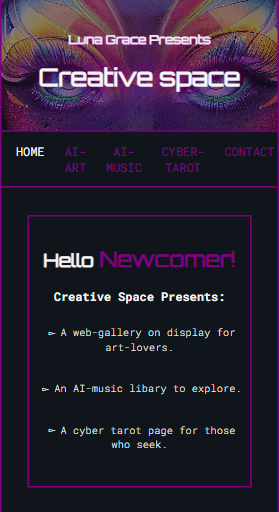 Luna Grace Presents
Creative space
HOME AI- AI- CYBER- CONTACT
ART MUSIC TAROT
Hello Newcomer!
Creative Space Presents:
► A web-gallery on display for
art-lovers.
► An AI-music libary to explore.
► A cyber tarot page for those
who seek.